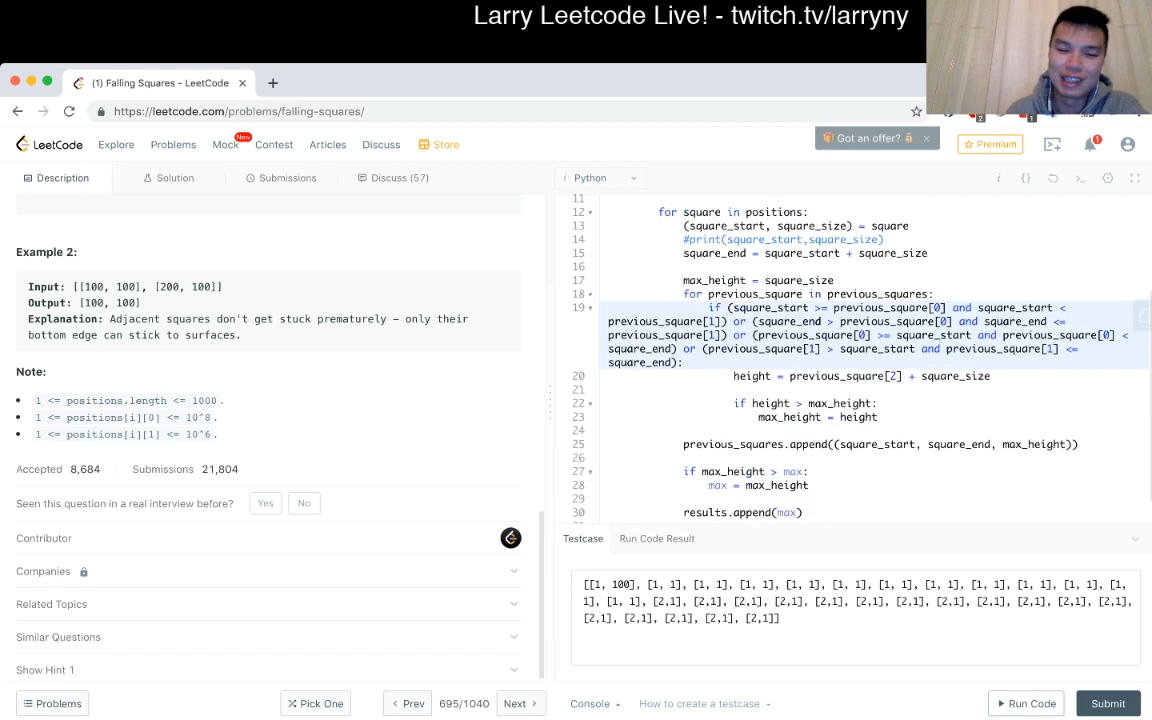 Larry Leetcode Live! - twitch.tv/larryny
(1) Falling Squares - LeetCode
https://leetcode.com/problems/falling-squares/
2
1
LeetCode
Explore
Problems
Mock
New
Contest
Articles
Discuss
Store
Got an offer?
Premium
1
Description
Solution
Submissions
Discuss (57)
Python
Example 2:
Input: [[100, 100], [200, 100]]
Output: [100, 100]
Explanation: Adjacent squares don't get stuck prematurely - only their
bottom edge can stick to surfaces.
Note:
1 <= positions.length <= 1000.
1 <= positions[i][0] <= 10^8.
1 <= positions[i][1] <= 10^6.
Accepted 8,684 Submissions 21,804
Seen this question in a real interview before? Yes No
Contributor
Companies
Related Topics
Similar Questions
Show Hint 1
Problems
Pick One
Prev
695/1040
Next
11
12 for square in positions:
13 (square_start, square_size) = square
14 #print(square_start,square_size)
15 square_end = square_start + square_size
16
17 max_height = square_size
18 for previous_square in previous_squares:
19 if (square_start >= previous_square[0] and square_start <
previous_square[1]) or (square_end > previous_square[0] and square_end <=
previous_square[1]) or (previous_square[0] >= square_start and previous_square[0] <
square_end) or (previous_square[1] > square_start and previous_square[1] <=
square_end):
20 height = previous_square[2] + square_size
21
22 if height > max_height:
23 max_height = height
24
25 previous_squares.append((square_start, square_end, max_height))
26
27 if max_height > max:
28 max = max_height
29
30 results.append(max)
Testcase
Run Code Result
[[1, 100], [1, 1], [1, 1], [1, 1], [1, 1], [1, 1], [1, 1], [1, 1], [1, 1], [1, 1], [1, 1], [1,
1], [1, 1], [2,1], [2,1], [2,1], [2,1], [2,1], [2,1], [2,1], [2,1], [2,1], [2,1], [2,1], [2,1],
[2,1], [2,1], [2,1], [2,1], [2,1]]
Console
How to create a testcase
Run Code
Submit